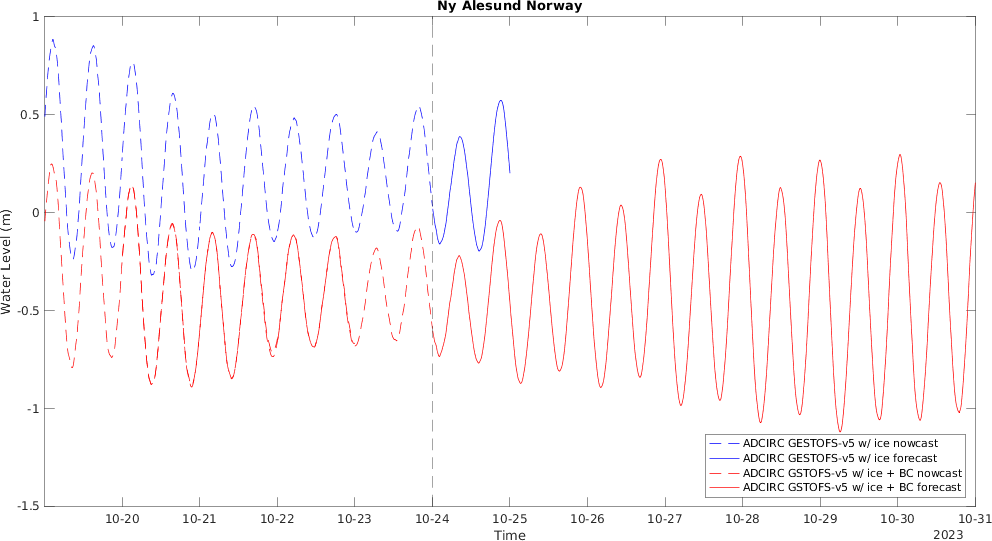 Ny Alesund Norway
1
0.5
0
-0.5
-1
-1.5
Water Level (m)
ADCIRC GESTOFS-v5 w/ ice nowcast
ADCIRC GESTOFS-v5 w/ ice forecast
ADCIRC GSTOFS-v5 w/ ice + BC nowcast
ADCIRC GSTOFS-v5 w/ ice + BC forecast
10-20 10-21 10-22 10-23 10-24 10-25 10-26 10-27 10-28 10-29 10-30 10-31
Time
2023